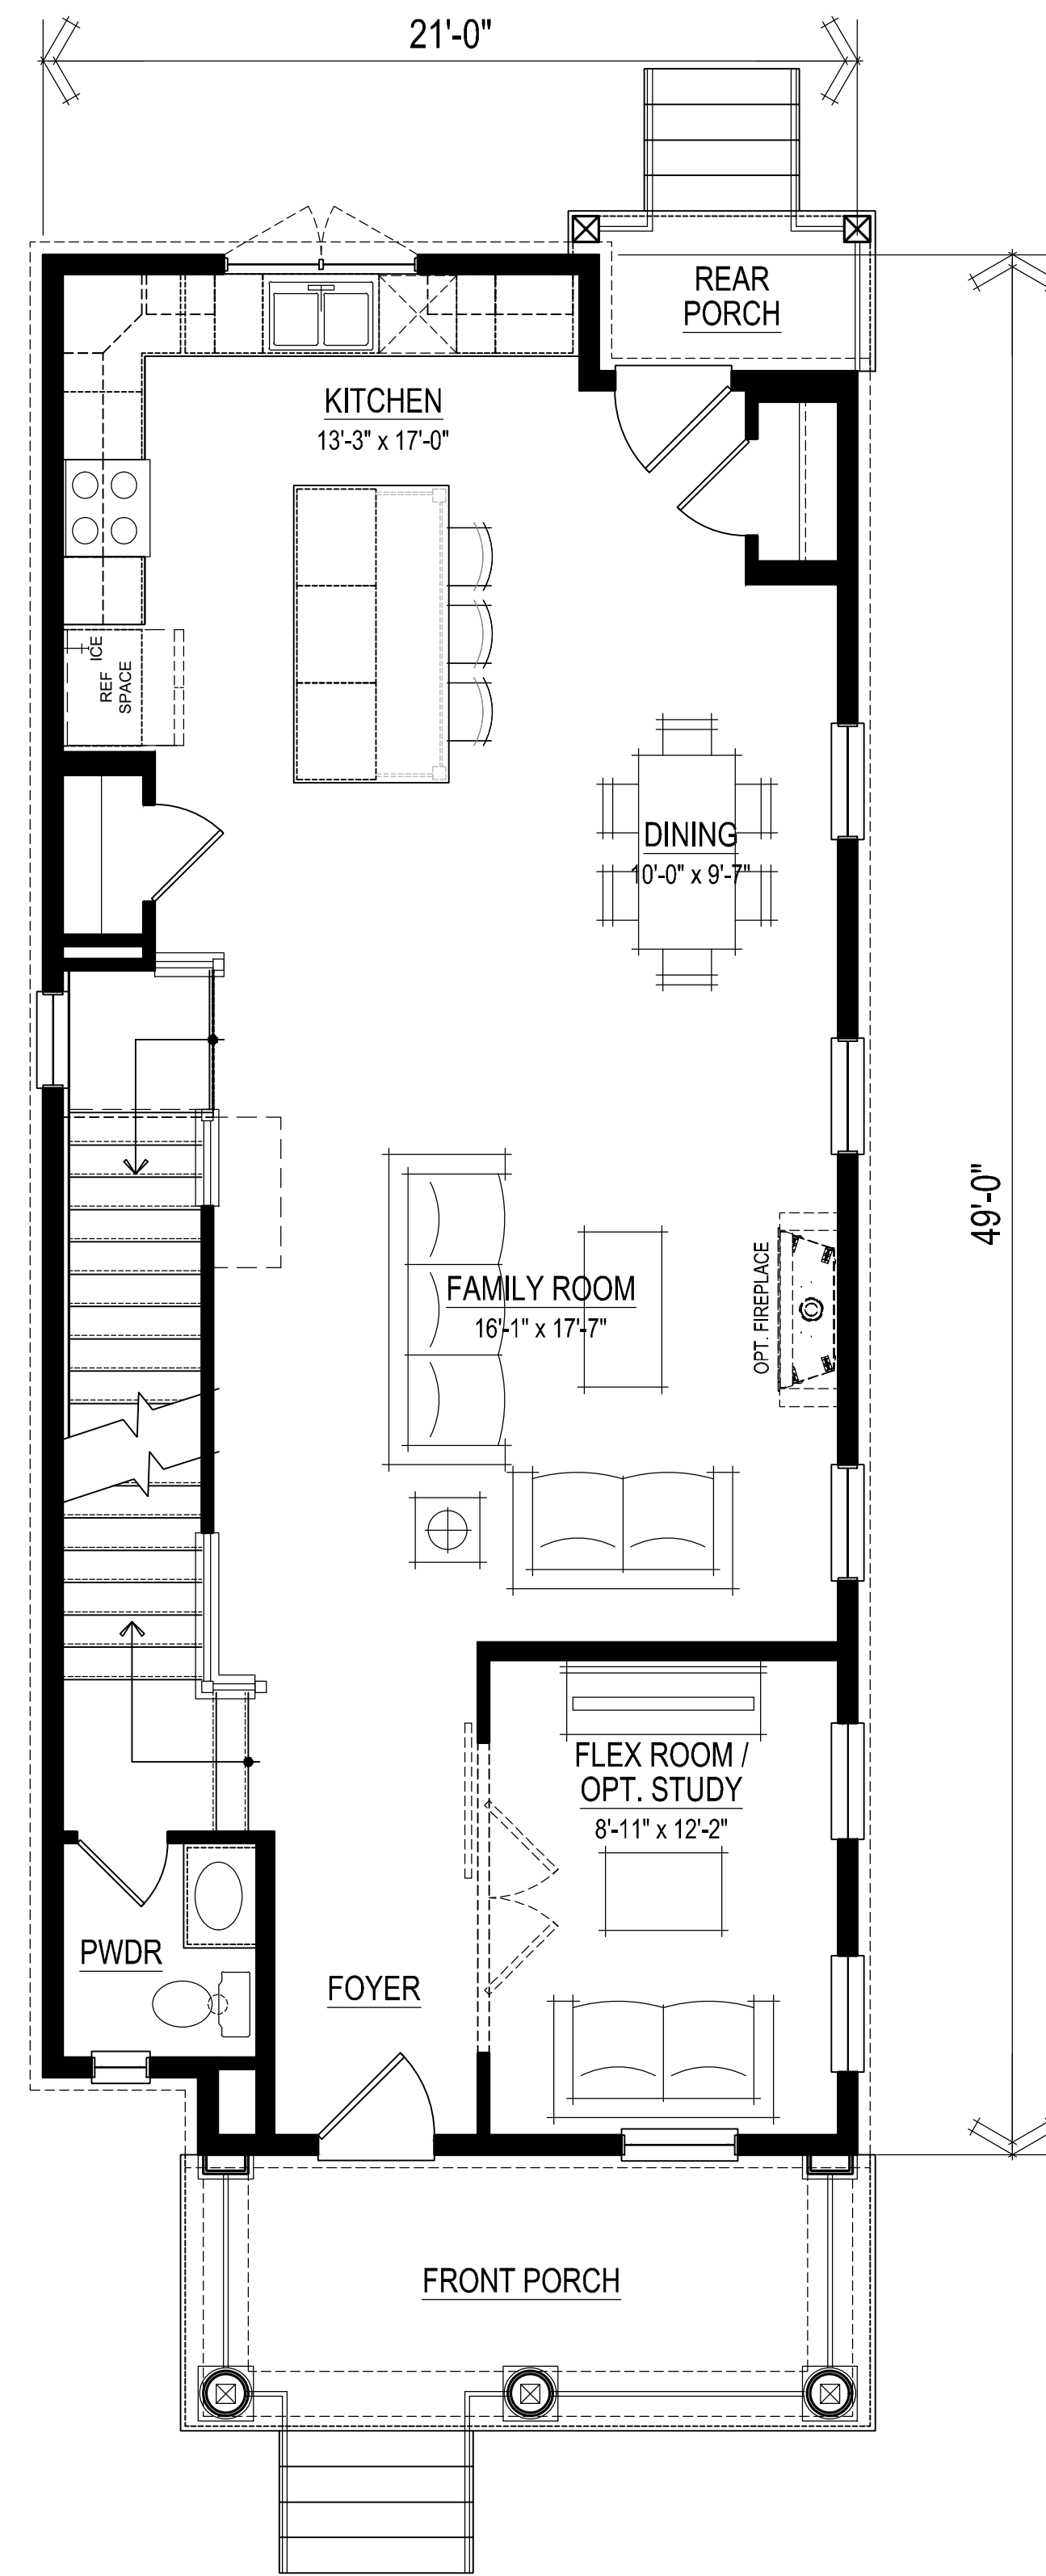 21'-0"
REAR
PORCH
KITCHEN
13'-3" x 17'-0"
ICE
REF
SPACE
DINING
10'-0" x 9'-7"
49'-0"
FAMILY ROOM
16'-1" x 17'-7"
OPT. FIREPLACE
FLEX ROOM /
OPT. STUDY
8'-11" x 12'-2"
PWDR
FOYER
FRONT PORCH